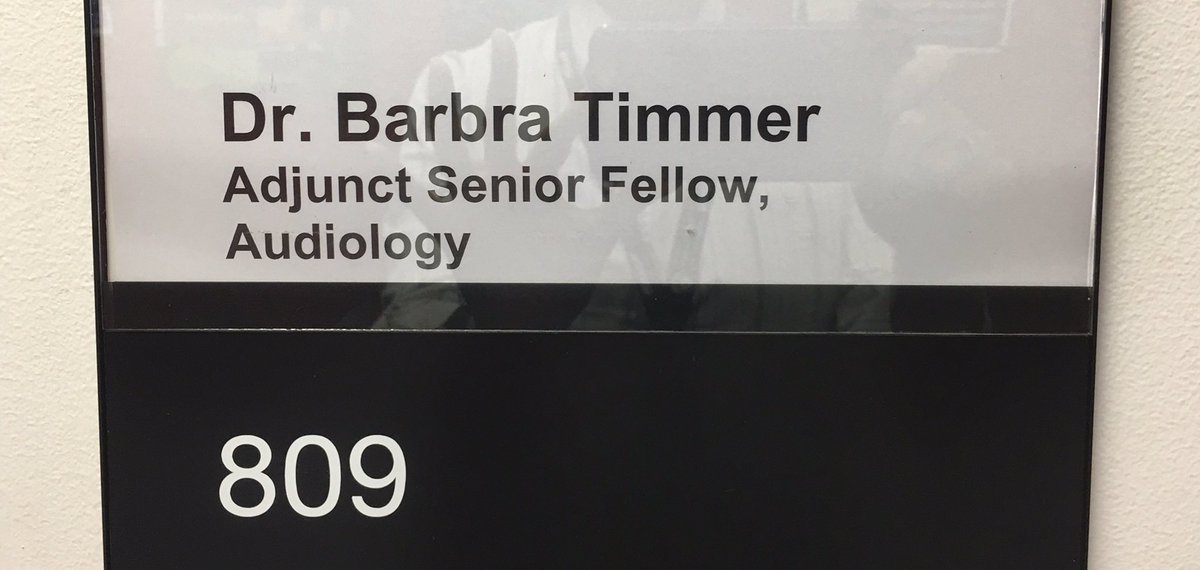 Dr. Barbra Timmer
Adjunct Senior Fellow,
Audiology
809